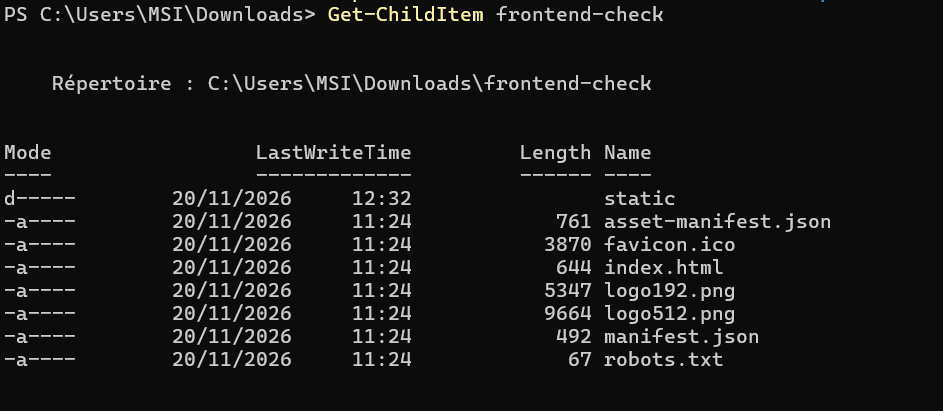 PS C:\Users\MSI\Downloads> Get-ChildItem frontend-check
Répertoire : C:\Users\MSI\Downloads\frontend-check
Mode LastWriteTime Length Name
---- ------------- ------ ----
d----- 20/11/2026 12:32 static
-a---- 20/11/2026 11:24 761 asset-manifest.json
-a---- 20/11/2026 11:24 3870 favicon.ico
-a---- 20/11/2026 11:24 644 index.html
-a---- 20/11/2026 11:24 5347 logo192.png
-a---- 20/11/2026 11:24 9664 logo512.png
-a---- 20/11/2026 11:24 492 manifest.json
-a---- 20/11/2026 11:24 67 robots.txt